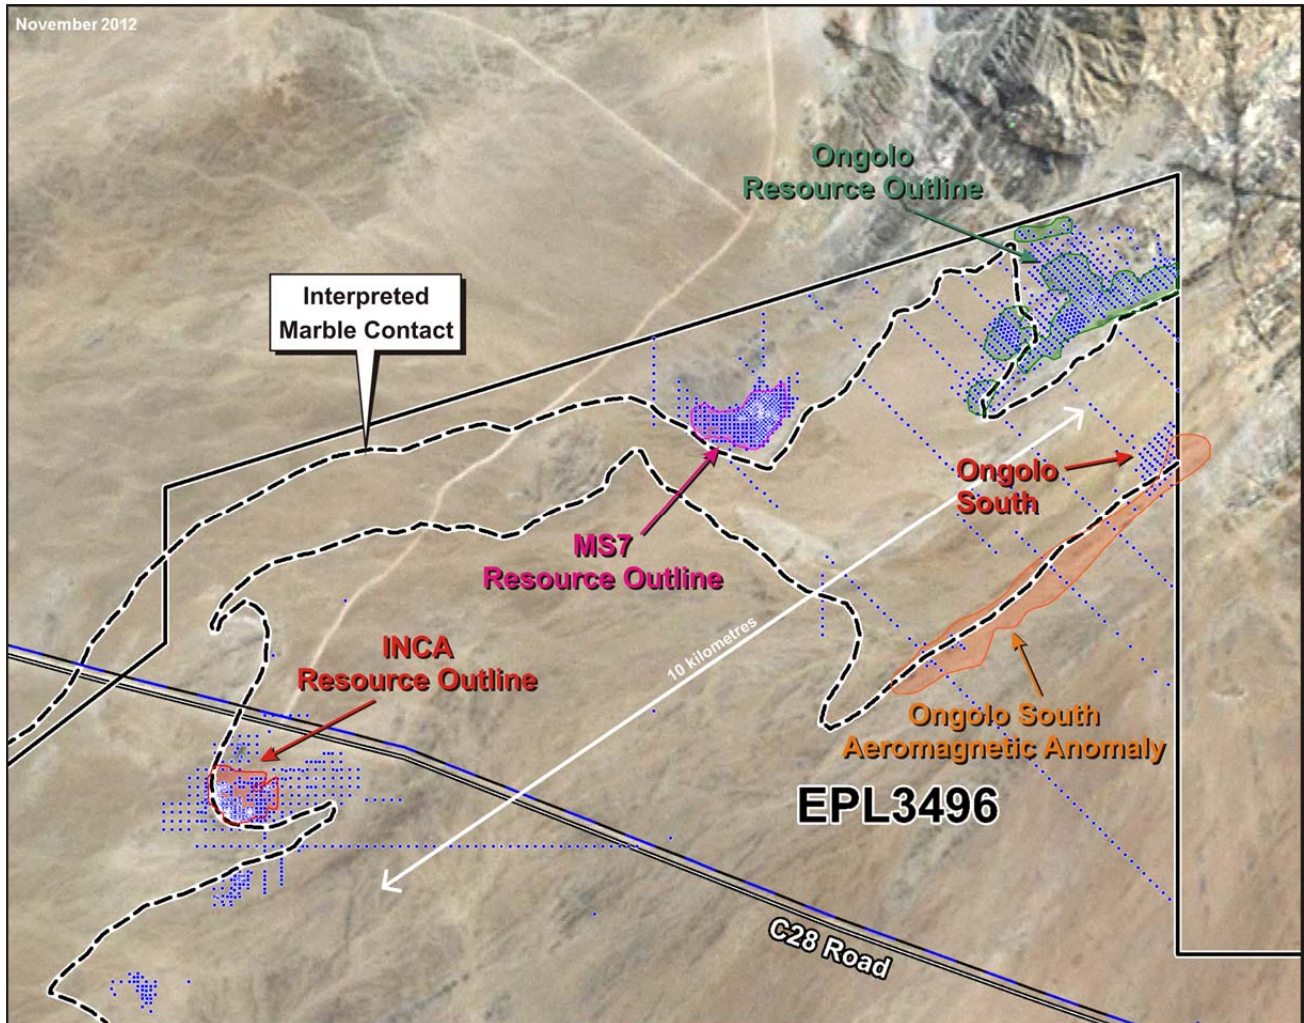 November 2012
Ongolo
Resource Outline
Interpreted
Marble Contact
Ongolo
South
MS7
Resource Outline
10 kilometres
INCA
Resource Outline
Ongolo South
Aeromagnetic Anomaly
EPL3496
C28 Road